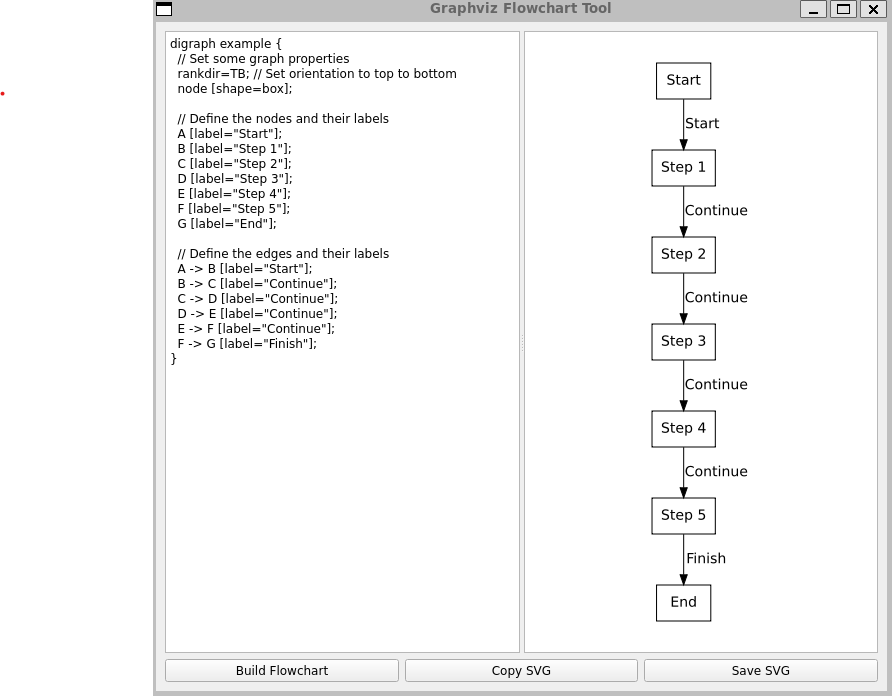 Graphviz Flowchart Tool
digraph example {
// Set some graph properties
rankdir=TB; // Set orientation to top to bottom
node [shape=box];
// Define the nodes and their labels
A [label="Start"];
B [label="Step 1"];
C [label="Step 2"];
D [label="Step 3"];
E [label="Step 4"];
F [label="Step 5"];
G [label="End"];
// Define the edges and their labels
A -> B [label="Start"];
B -> C [label="Continue"];
C -> D [label="Continue"];
D -> E [label="Continue"];
E -> F [label="Continue"];
F -> G [label="Finish"];
}
Start
Start
Step 1
Continue
Step 2
Continue
Step 3
Continue
Step 4
Continue
Step 5
Finish
End
Build Flowchart
Copy SVG
Save SVG